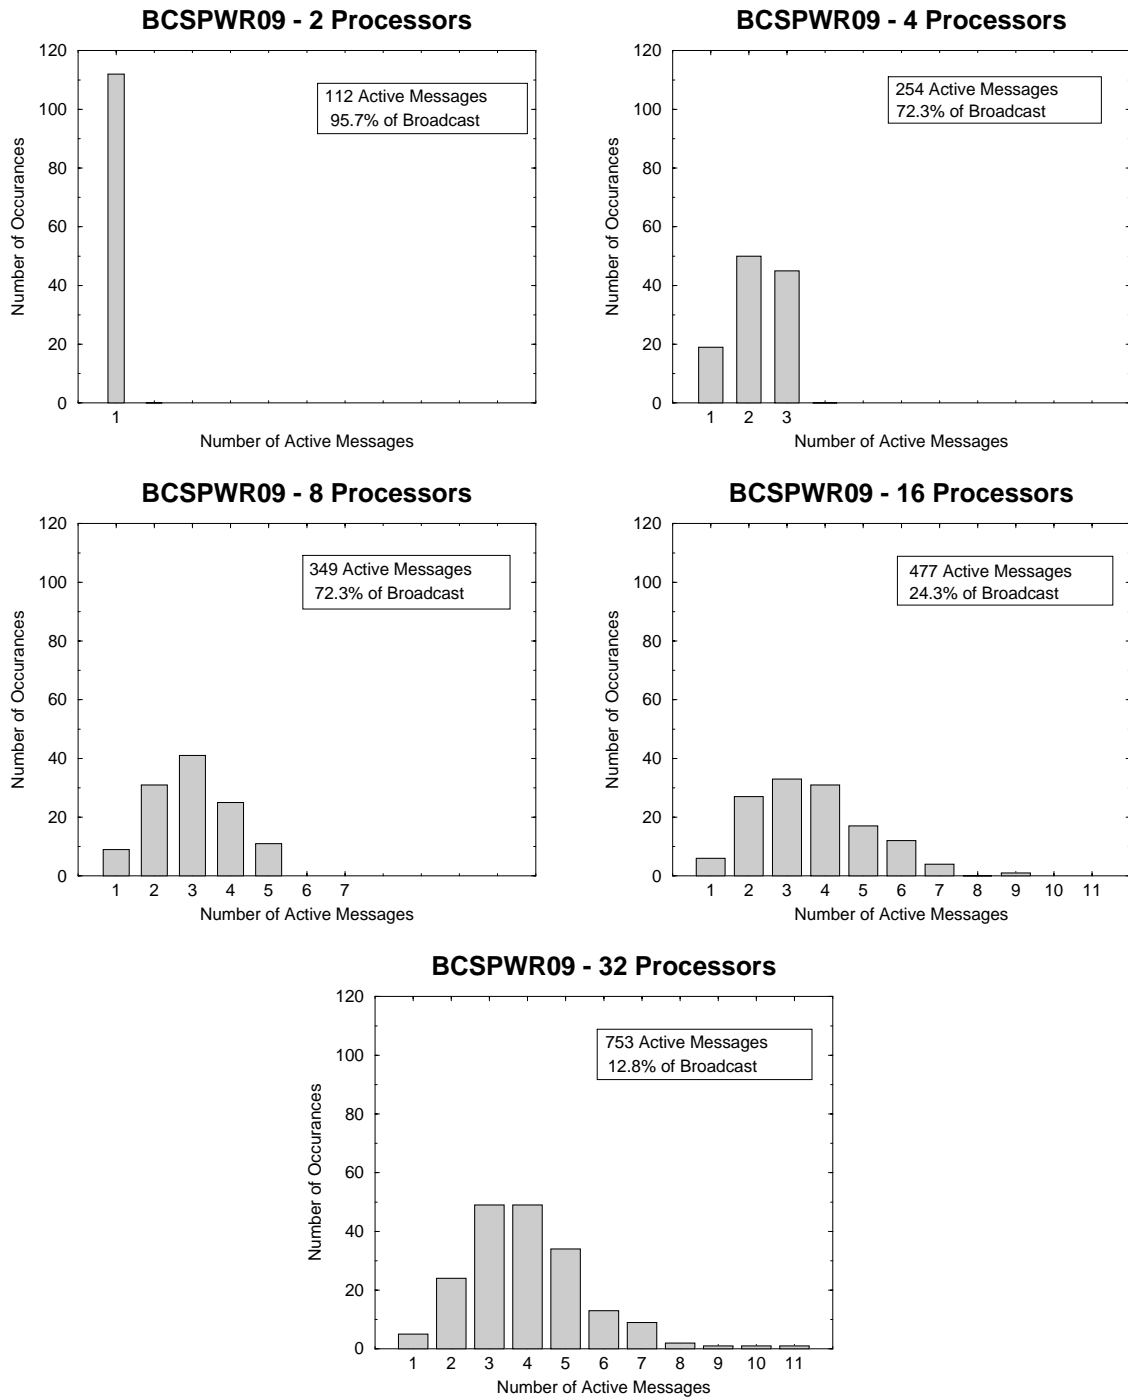 BCSPWR09 - 2 Processors
120
100
80
60
40
20
0
Number of Occurances
112 Active Messages
95.7% of Broadcast
1
Number of Active Messages
BCSPWR09 - 4 Processors
120
100
80
60
40
20
0
Number of Occurances
254 Active Messages
72.3% of Broadcast
1 2 3
Number of Active Messages
BCSPWR09 - 8 Processors
120
100
80
60
40
20
0
Number of Occurances
349 Active Messages
72.3% of Broadcast
1 2 3 4 5 6 7
Number of Active Messages
BCSPWR09 - 16 Processors
120
100
80
60
40
20
0
Number of Occurances
477 Active Messages
24.3% of Broadcast
1 2 3 4 5 6 7 8 9 10 11
Number of Active Messages
BCSPWR09 - 32 Processors
120
100
80
60
40
20
0
Number of Occurances
753 Active Messages
12.8% of Broadcast
1 2 3 4 5 6 7 8 9 10 11
Number of Active Messages